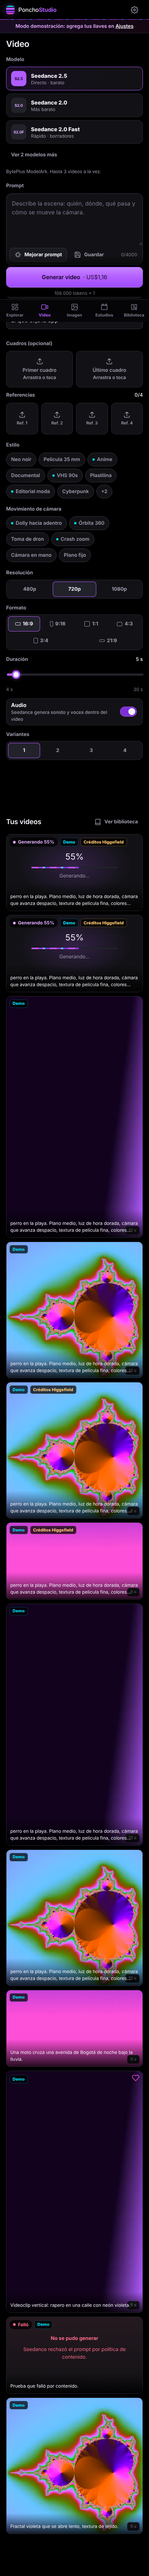 PonchoStudio
Modo demostración: agrega tus llaves en Ajustes
Video
Modelo
S2.5
Seedance 2.5
Directo · barato
S2.0
Seedance 2.0
Más barato
S2.0F
Seedance 2.0 Fast
Rápido · borradores
Ver 2 modelos más
BytePlus ModelArk. Hasta 3 videos a la vez.
Prompt
Describe la escena: quién, dónde, qué pasa y
cómo se mueve la cámara.
Mejorar prompt
Guardar
0/4000
Generar video · US$1,16
108.000 tokens × 1
Explorar
Video
Imagen
Estudios
Biblioteca
Cuadros (opcional)
Primer cuadro
Arrastra o toca
Último cuadro
Arrastra o toca
Referencias
0/4
Ref. 1
Ref. 2
Ref. 3
Ref. 4
Estilo
Neo noir
Película 35 mm
Anime
Documental
VHS 90s
Plastilina
Editorial moda
Cyberpunk
+2
Movimiento de cámara
Dolly hacia adentro
Órbita 360
Toma de dron
Crash zoom
Cámara en mano
Plano fijo
Resolución
480p
720p
1080p
Formato
16:9
9:16
1:1
4:3
3:4
21:9
Duración
5 s
4 s
30 s
Audio
Seedance genera sonido y voces dentro del
video
Variantes
1
2
3
4
Tus videos
Ver biblioteca
Generando 55%
Demo
Créditos Higgsfield
55%
Generando...
perro en la playa. Plano medio, luz de hora dorada, cámara
que avanza despacio, textura de película fina, colores...
Generando 55%
Demo
Créditos Higgsfield
55%
Generando...
perro en la playa. Plano medio, luz de hora dorada, cámara
que avanza despacio, textura de película fina, colores...
Demo
perro en la playa. Plano medio, luz de hora dorada, cámara
que avanza despacio, textura de película fina, colores...
Demo
perro en la playa. Plano medio, luz de hora dorada, cámara
que avanza despacio, textura de película fina, colores...
Demo
Créditos Higgsfield
perro en la playa. Plano medio, luz de hora dorada, cámara
que avanza despacio, textura de película fina, colores...
Demo
Créditos Higgsfield
perro en la playa. Plano medio, luz de hora dorada, cámara
que avanza despacio, textura de película fina, colores...
Demo
perro en la playa. Plano medio, luz de hora dorada, cámara
que avanza despacio, textura de película fina, colores...
Demo
perro en la playa. Plano medio, luz de hora dorada, cámara
que avanza despacio, textura de película fina, colores...
Demo
Una moto cruza una avenida de Bogotá de noche bajo la
lluvia.
Demo
Videoclip vertical: rapero en una calle con neón violeta.
Falló
Demo
No se pudo generar
Seedance rechazó el prompt por política de
contenido.
Prueba que falló por contenido.
Demo
Fractal violeta que se abre lento, textura de tejido.